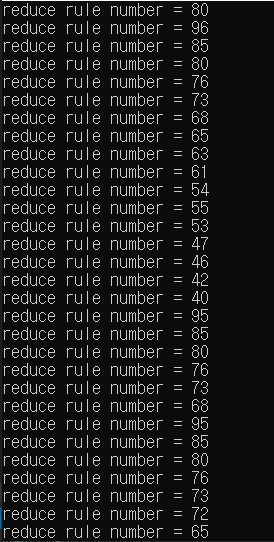 reduce rule number = 80
reduce rule number = 96
reduce rule number = 85
reduce rule number = 80
reduce rule number = 76
reduce rule number = 73
reduce rule number = 68
reduce rule number = 65
reduce rule number = 63
reduce rule number = 61
reduce rule number = 54
reduce rule number = 55
reduce rule number = 53
reduce rule number = 47
reduce rule number = 46
reduce rule number = 42
reduce rule number = 40
reduce rule number = 95
reduce rule number = 85
reduce rule number = 80
reduce rule number = 76
reduce rule number = 73
reduce rule number = 68
reduce rule number = 95
reduce rule number = 85
reduce rule number = 80
reduce rule number = 76
reduce rule number = 73
reduce rule number = 72
reduce rule number = 65